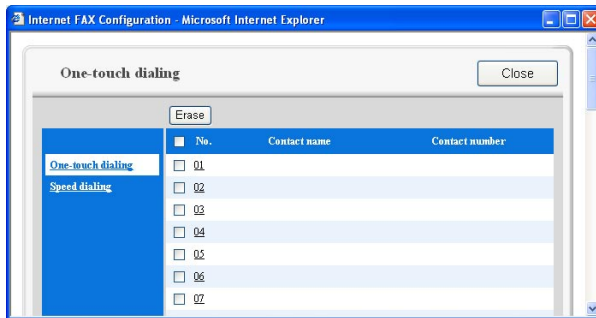 Internet FAX Configuration - Microsoft Internet Explorer
One-touch dialing
Close
Erase
No. Contact name Contact number
One-touch dialing
Speed dialing
01
02
03
04
05
06
07